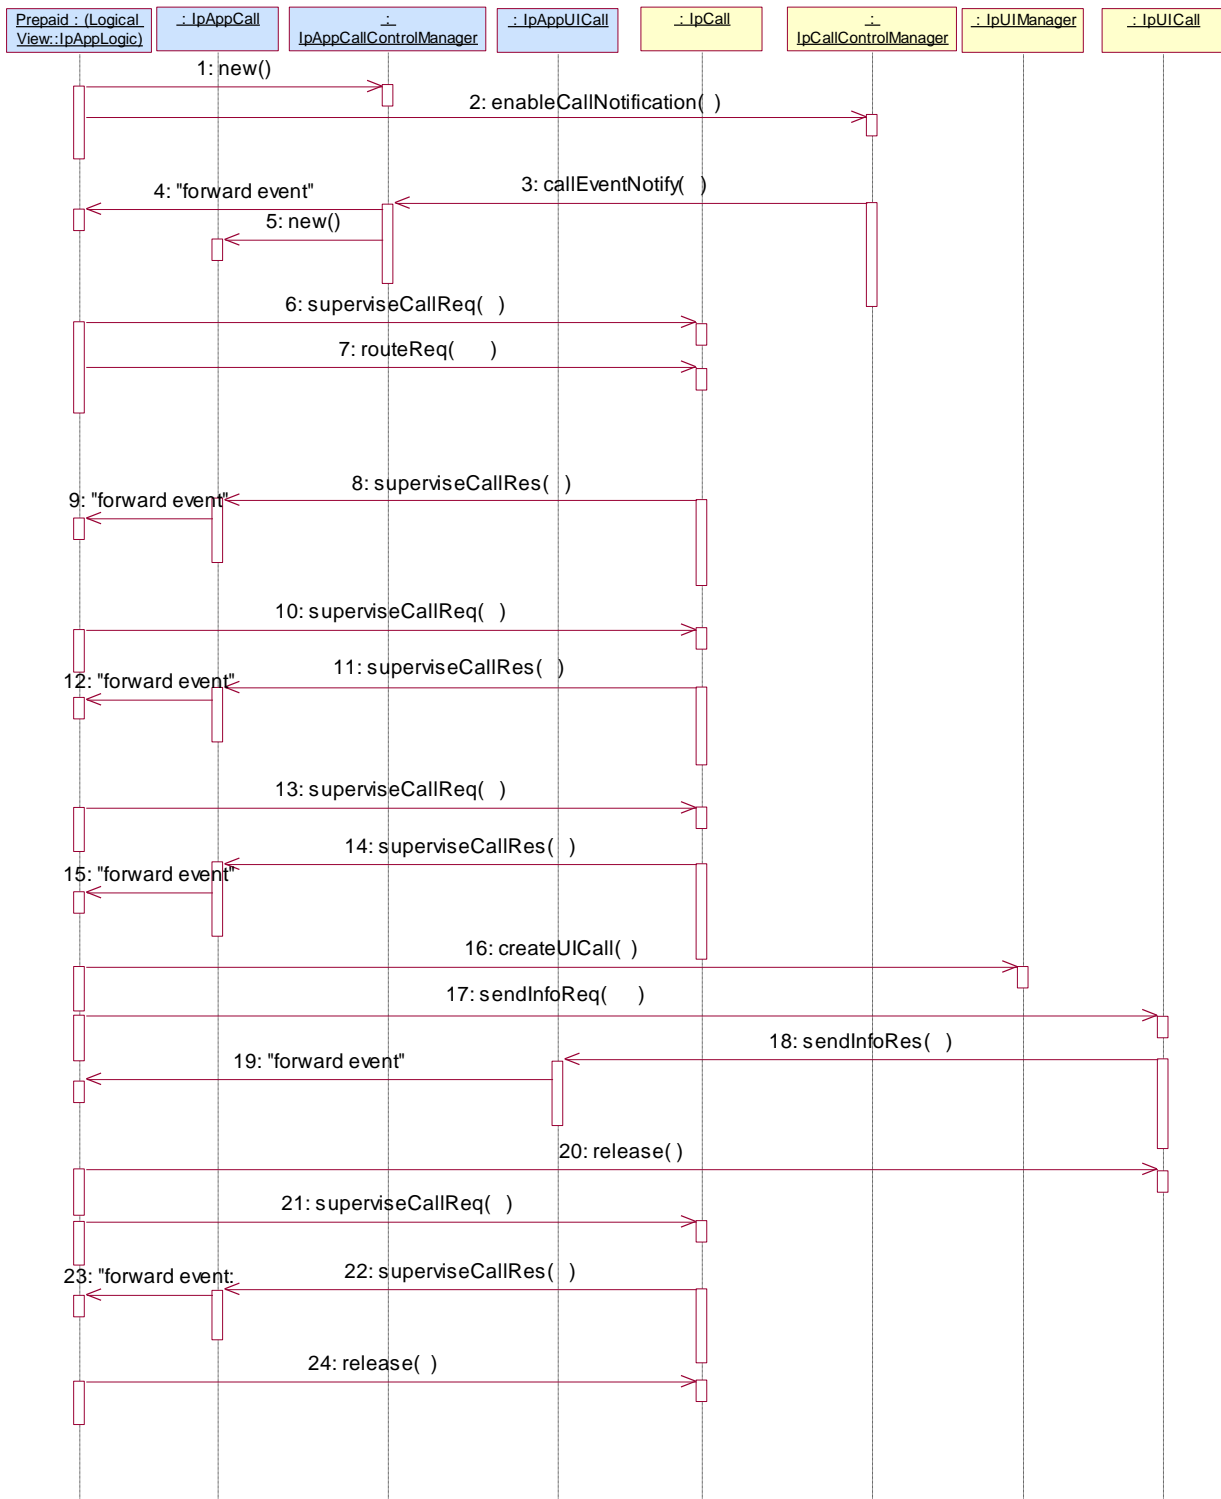 Prepaid : (Logical
View::IpAppLogic)
: IpAppCall
:
IpAppCallControlManager
: IpAppUICall
: IpCall
:
IpCallControlManager
: IpUIManager
: IpUICall
1: new()
2: enableCallNotification( )
3: callEventNotify( )
4: "forward event"
5: new()
6: superviseCallReq( )
7: routeReq( )
8: superviseCallRes( )
9: "forward event"
10: superviseCallReq( )
11: superviseCallRes( )
12: "forward event"
13: superviseCallReq( )
14: superviseCallRes( )
15: "forward event"
16: createUICall( )
17: sendInfoReq( )
18: sendInfoRes( )
19: "forward event"
20: release()
21: superviseCallReq( )
22: superviseCallRes( )
23: "forward event:
24: release( )